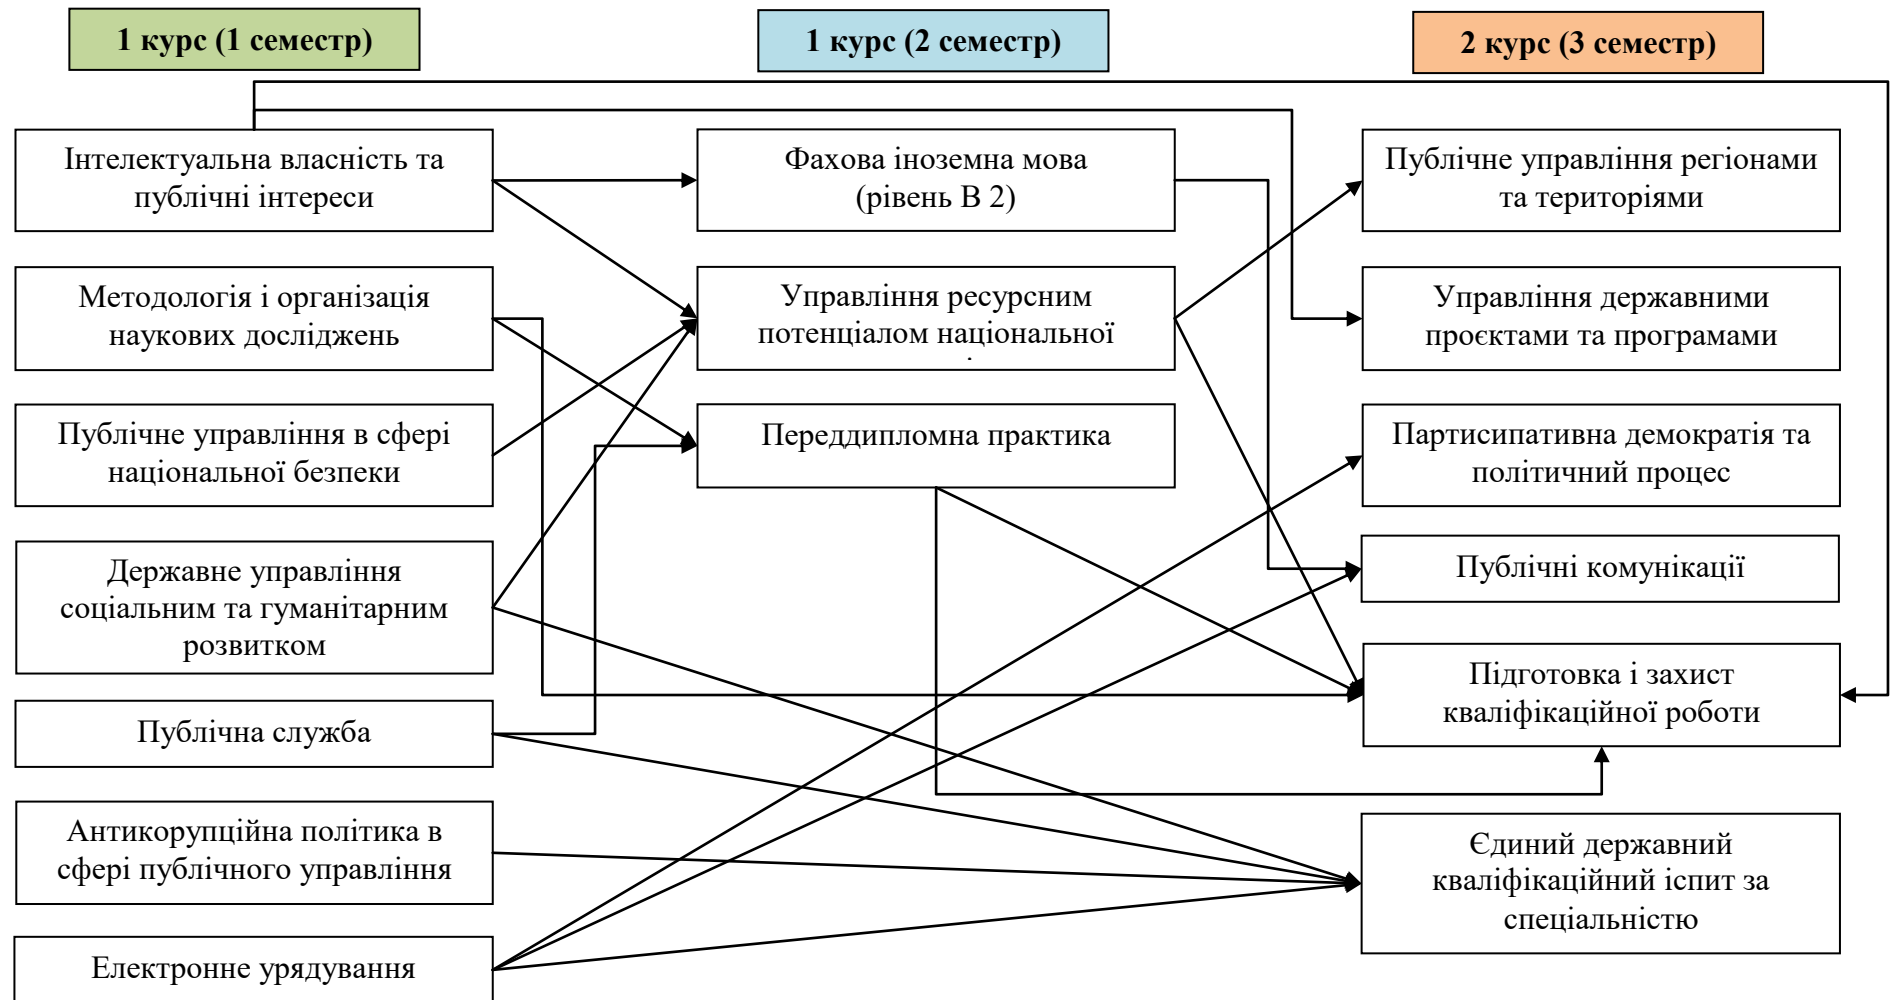 1 курс (1 семестр)
1 курс (2 семестр)
2 курс (3 семестр)
Інтелектуальна власність та
публічні інтереси
Методологія і організація
наукових досліджень
Публічне управління в сфері
національної безпеки
Державне управління
соціальним та гуманітарним
розвитком
Публічна служба
Антикорупційна політика в
сфері публічного управління
Електронне урядування
Фахова іноземна мова
(рівень В 2)
Управління ресурсним
потенціалом національної
Переддипломна практика
Публічне управління регіонами
та територіями
Управління державними
проєктами та програмами
Партисипативна демократія та
політичний процес
Публічні комунікації
Підготовка і захист
кваліфікаційної роботи
Єдиний державний
кваліфікаційний іспит за
спеціальністю